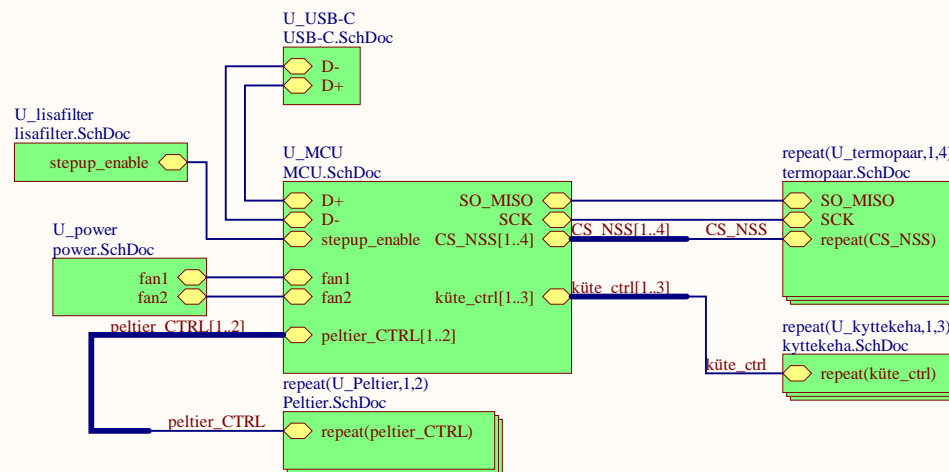 U_USB-C
USB-C.SchDoc
D-
D+
U_lisafilter
lisafilter.SchDoc
stepup_enable
U_MCU
MCU.SchDoc
D+
D-
stepup_enable
fan1
fan2
peltier_CTRL[1..2]
SO_MISO
SCK
CS_NSS[1..4]
küte_ctrl[1..3]
CS_NSS[1..4]
CS_NSS
küte_ctrl[1..3]
küte_ctrl
repeat(U_termopaar,1,4)
termopaar.SchDoc
SO_MISO
SCK
repeat(CS_NSS)
U_power
power.SchDoc
fan1
fan2
peltier_CTRL[1..2]
repeat(U_kyttekeha,1,3)
kyttekeha.SchDoc
repeat(küte_ctrl)
repeat(U_Peltier,1,2)
Peltier.SchDoc
peltier_CTRL
repeat(peltier_CTRL)